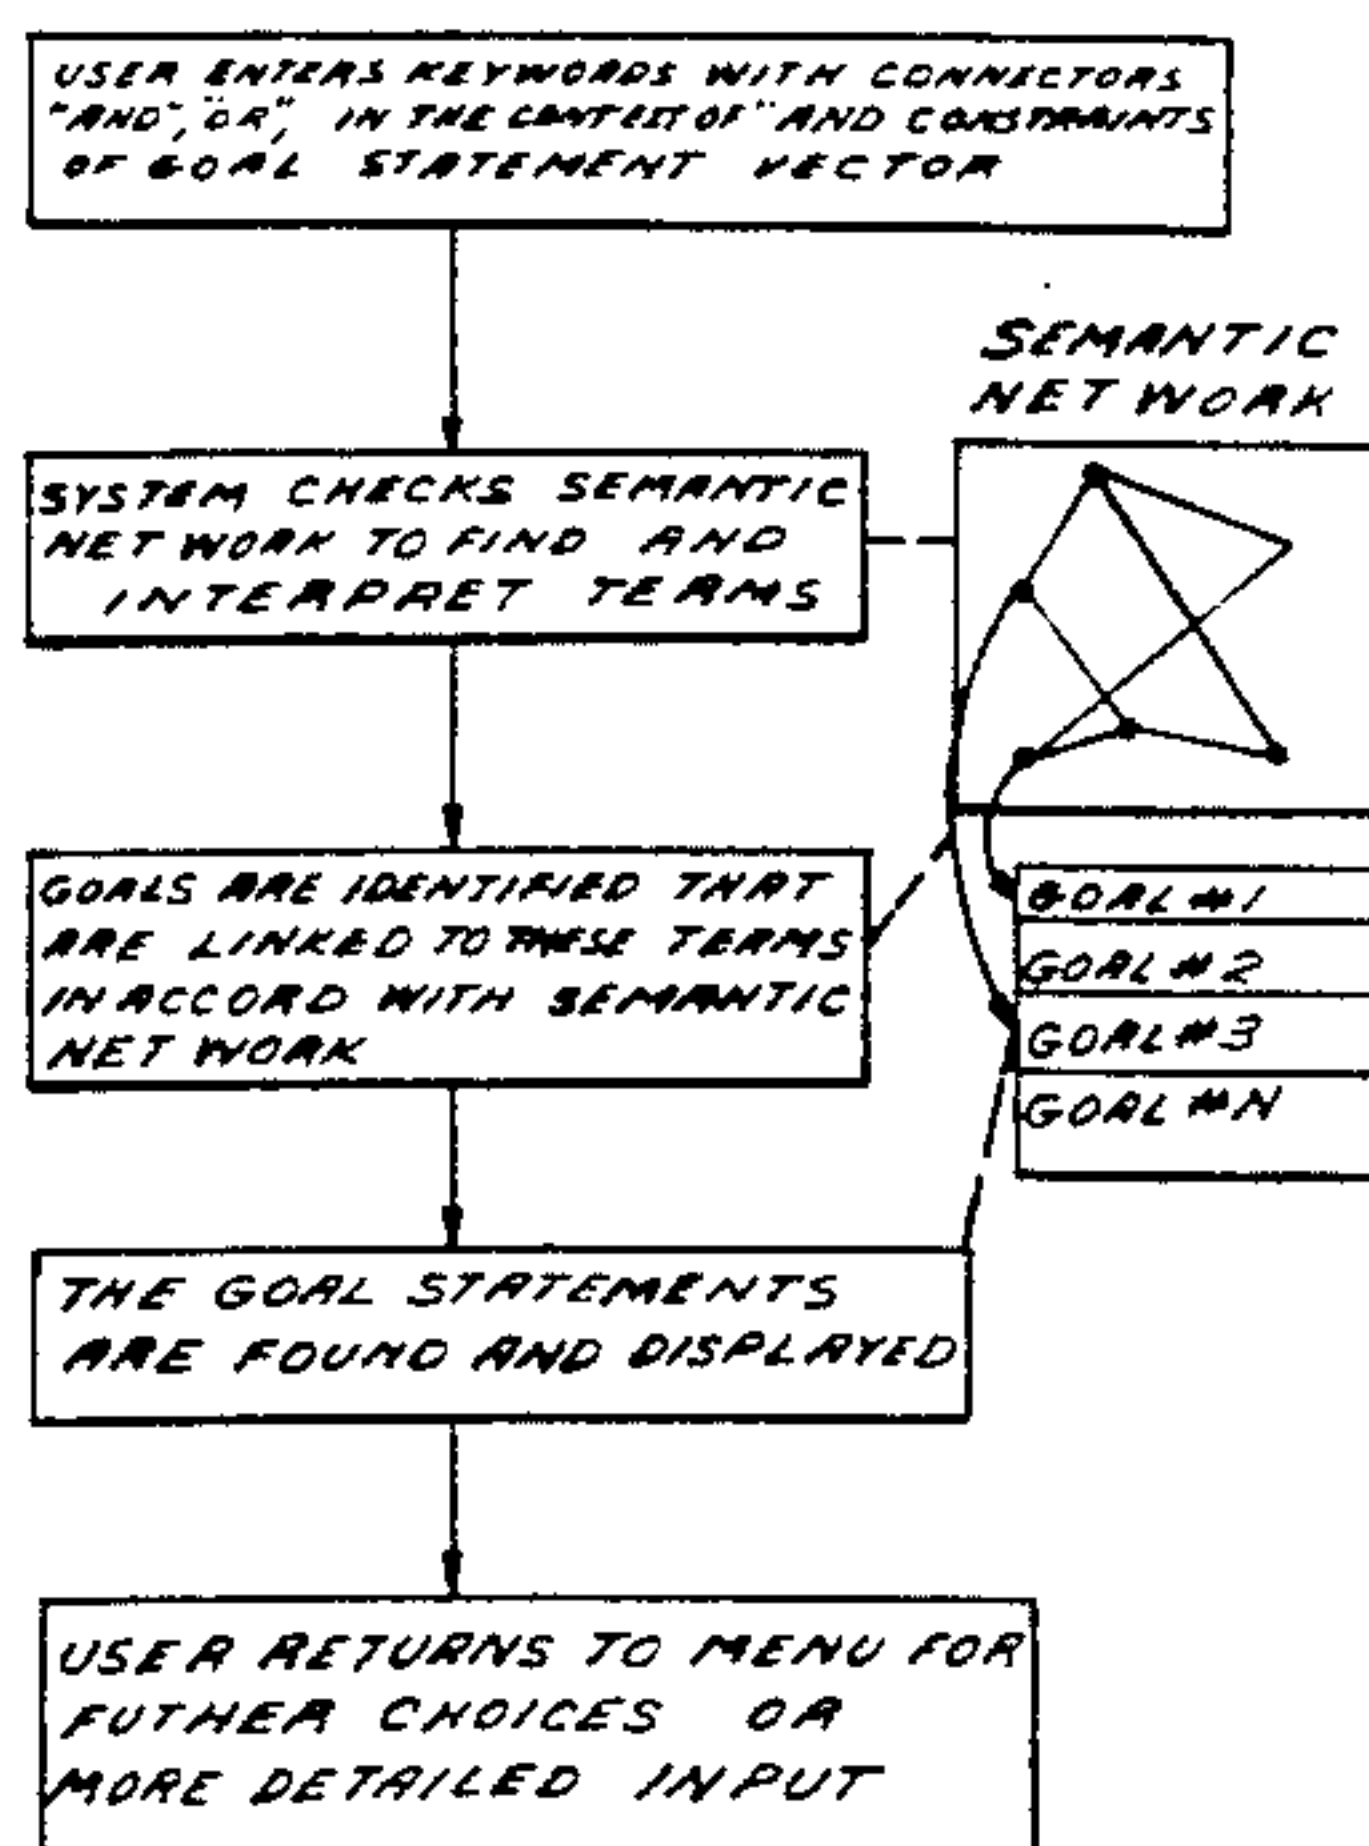 USER ENTERS KEYWORDS WITH CONNECTORS
"AND", "OR", IN THE CONTEXT OF" AND CONSTRAINTS
OF GOAL STATEMENT VECTOR
SEMANTIC
NETWORK
SYSTEM CHECKS SEMANTIC
NETWORK TO FIND AND
INTERPRET TERMS
GOALS ARE IDENTIFIED THAT
ARE LINKED TO THESE TERMS
IN ACCORD WITH SEMANTIC
NETWORK
GOAL #1
GOAL #2
GOAL #3
GOAL #N
THE GOAL STATEMENTS
ARE FOUND AND DISPLAYED
USER RETURNS TO MENU FOR
FUTHER CHOICES OR
MORE DETAILED INPUT